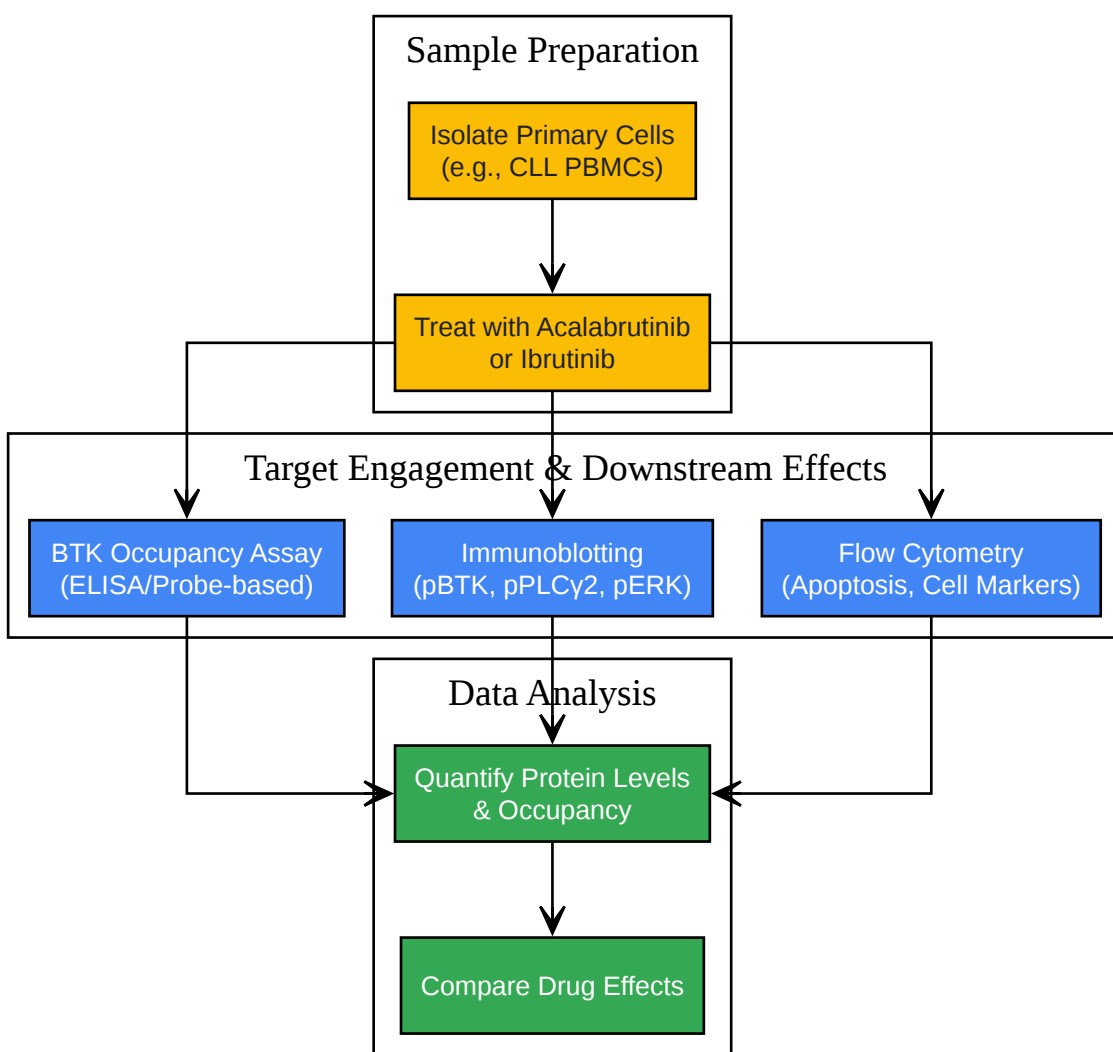 Sample Preparation
Isolate Primary Cells
(e.g., CLL PBMCs)
Treat with Acalabrutinib
or Ibrutinib
Target Engagement & Downstream Effects
BTK Occupancy Assay
(ELISA/Probe-based)
Immunoblotting
(pBTK, pPLCγ2, pERK)
Flow Cytometry
(Apoptosis, Cell Markers)
Data Analysis
Quantify Protein Levels
& Occupancy
Compare Drug Effects